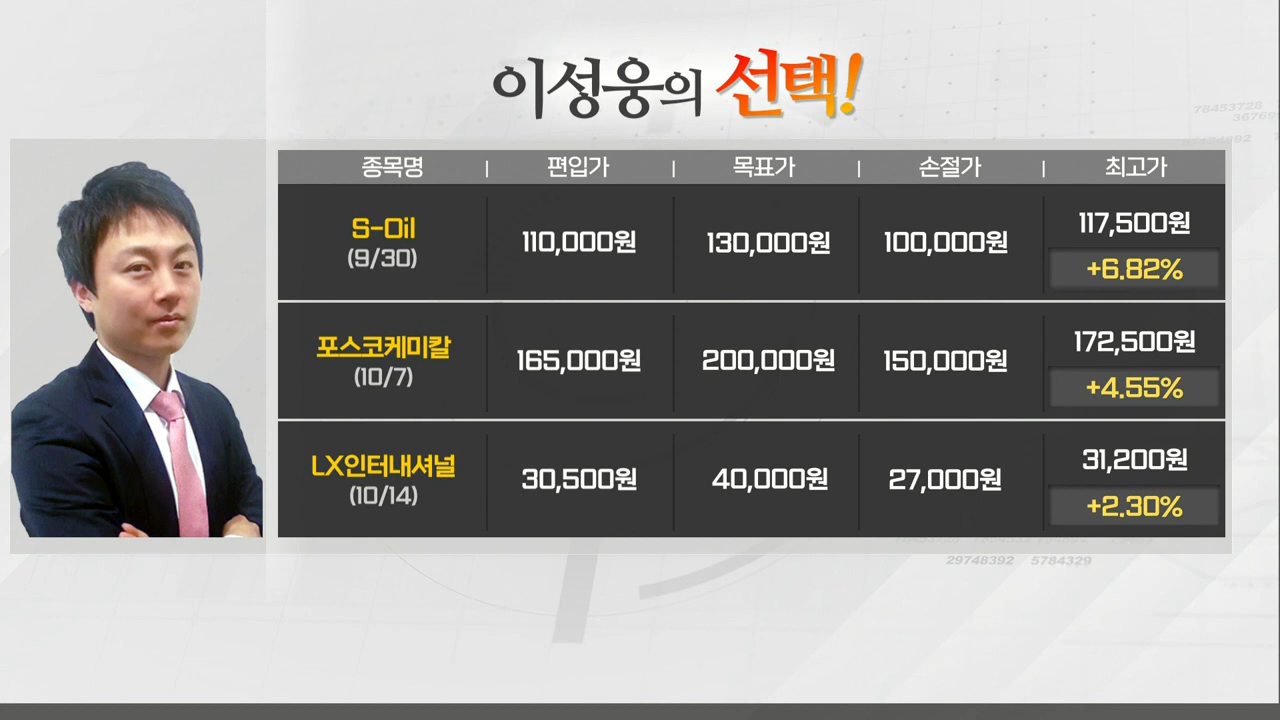 이성웅의 선택!
종목명 | 편입가 | 목표가 | 손절가 | 최고가
S-Oil
(9/30)
110,000원
130,000원
100,000원
117,500원
+6.82%
포스코케미칼
(10/7)
165,000원
200,000원
150,000원
172,500원
+4.55%
LX인터내셔널
(10/14)
30,500원
40,000원
27,000원
31,200원
+2.30%
78453728
29748392 5784329